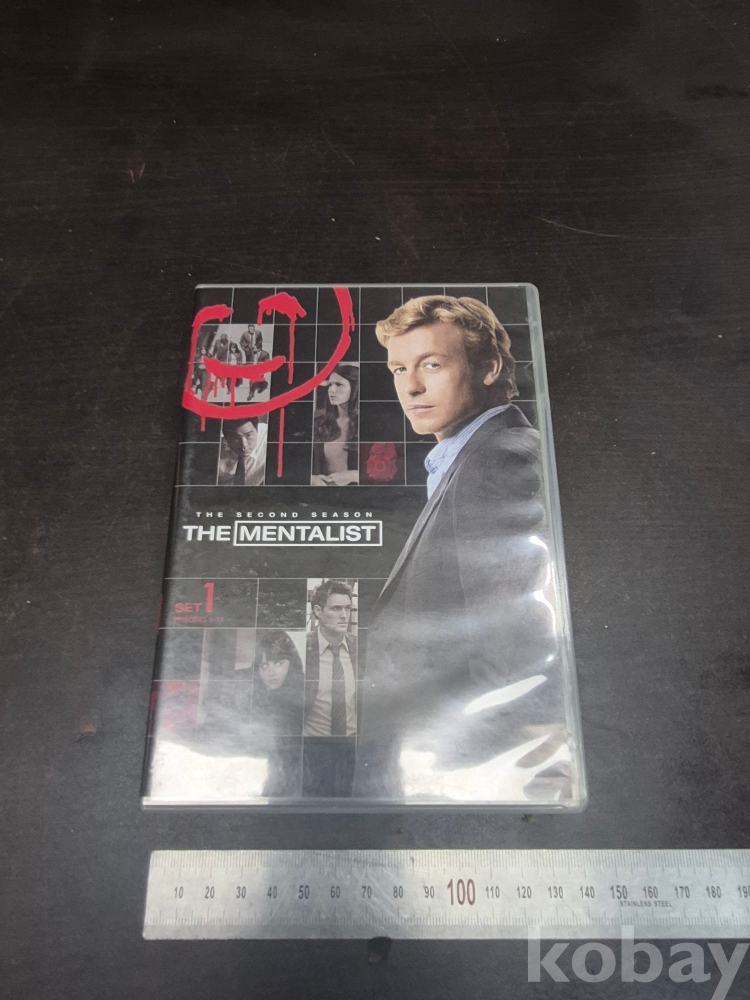 THE SECOND SEASON
THE MENTALIST
SET 1
10 20 30 40 50 60 70 80 90 100 110 120 130 140 150 160 170 180
STAINLESS STEEL
kobay